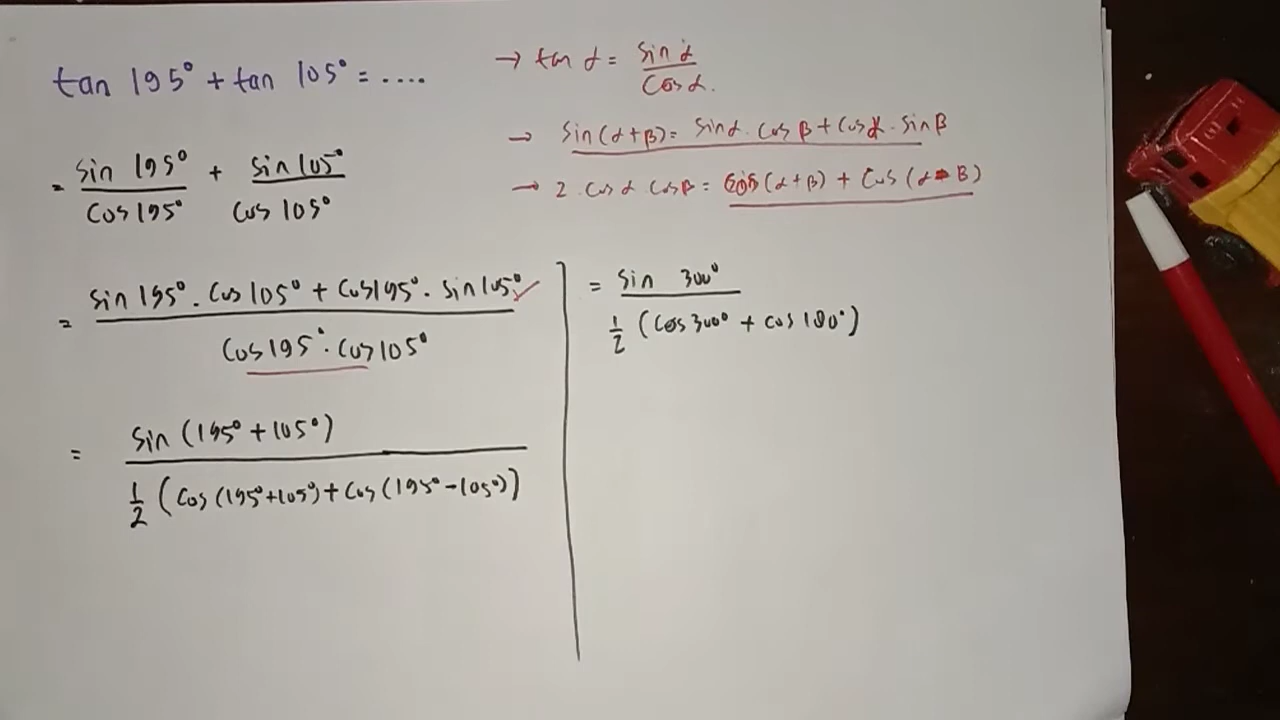 tan 195° + tan 105° = ....
= sin 195° / cos 195° + sin 105° / cos 105°
= sin 195° . cos 105° + cos 195° . sin 105° ✓ / cos 195° . cos 105°
= sin (195° + 105°) / ½ (cos (195° + 105°) + cos (195° - 105°))
→ tan α = sin α / cos α.
→ sin (α + β) = sin α . cos β + cos α . sin β
→ 2 . cos α cos β = cos (α + β) + cos (α - β)
= sin 300° / ½ (cos 300° + cos 180°)